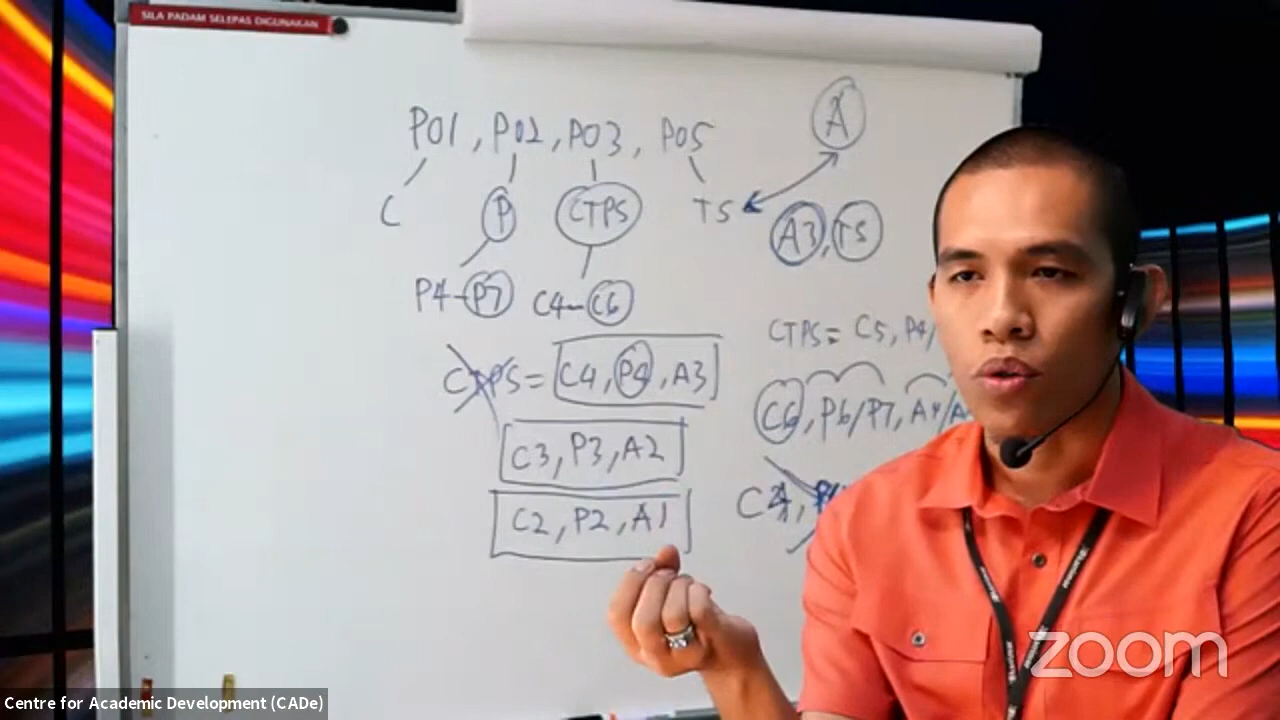 SILA PADAM SELEPAS DIGUNAKAN
PO1, PO2, PO3, PO5
A
C P CTPS TS
A3, TS
P4-P7 C4-C6
CTPS= C5, P4/
CTPS= C4, P4, A3
C6, P6/P7, A4/A
C3, P3, A2
C4,
C2, P2, A1
zoom
Centre for Academic Development (CADe)